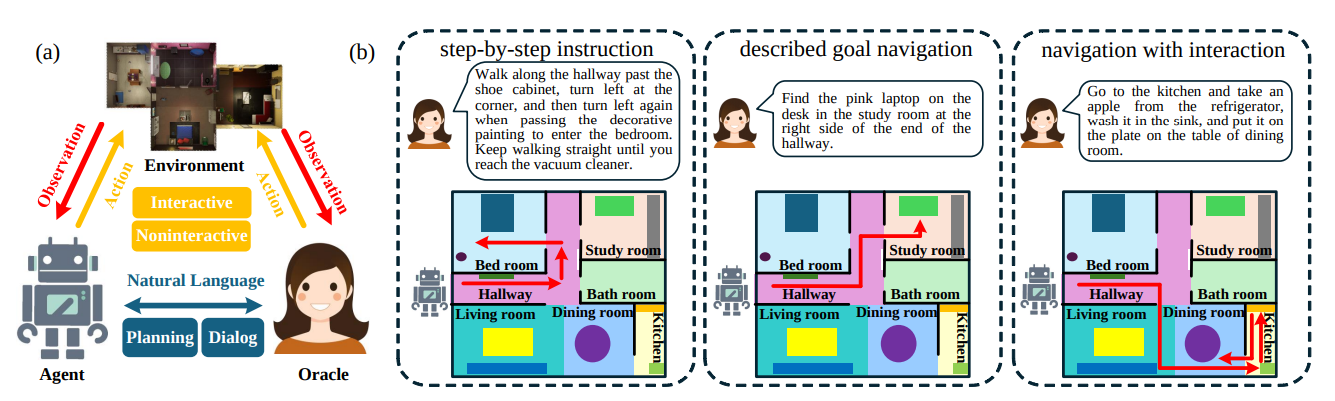 (a)
Environment
Observation
Action
Action
Observation
Interactive
Noninteractive
Natural Language
Planning
Dialog
Agent
Oracle
(b)
step-by-step instruction
Walk along the hallway past the
shoe cabinet, turn left at the
corner, and then turn left again
when passing the decorative
painting to enter the bedroom.
Keep walking straight until you
reach the vacuum cleaner.
Bed room
Study room
Hallway
Bath room
Living room
Dining room
Kitchen
described goal navigation
Find the pink laptop on the
desk in the study room at the
right side of the end of the
hallway.
Bed room
Study room
Hallway
Bath room
Living room
Dining room
Kitchen
navigation with interaction
Go to the kitchen and take an
apple from the refrigerator,
wash it in the sink, and put it on
the plate on the table of dining
room.
Bed room
Study room
Hallway
Bath room
Living room
Dining room
Kitchen